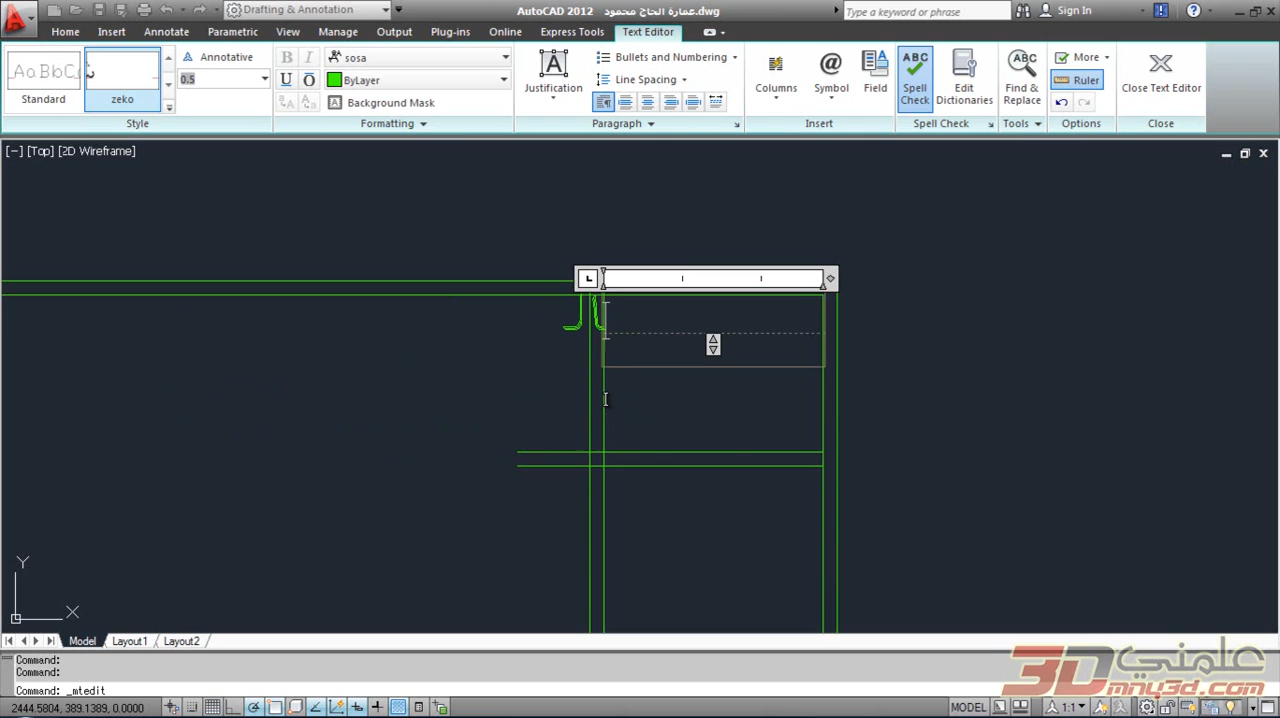 Drafting & Annotation
AutoCAD 2012 عمارة الحاج محمود.dwg
Type a keyword or phrase
Sign In
Home Insert Annotate Parametric View Manage Output Plug-ins Online Express Tools Text Editor
Standard
zeko
Annotative
0.5
Style
B I
U O
sosa
ByLayer
Background Mask
Formatting
Justification
Bullets and Numbering
Line Spacing
Paragraph
Columns
Symbol
Field
Insert
ABC
Spell Check
Edit Dictionaries
Spell Check
ABC
Find & Replace
Tools
More
Ruler
Options
Close Text Editor
Close
[−] [Top] [2D Wireframe]
Y
X
Model Layout1 Layout2
Command:
Command:
Command: _mtedit
علمني
3Dmny3d.com
2444.5804, 389.1389, 0.0000
MODEL
1:1